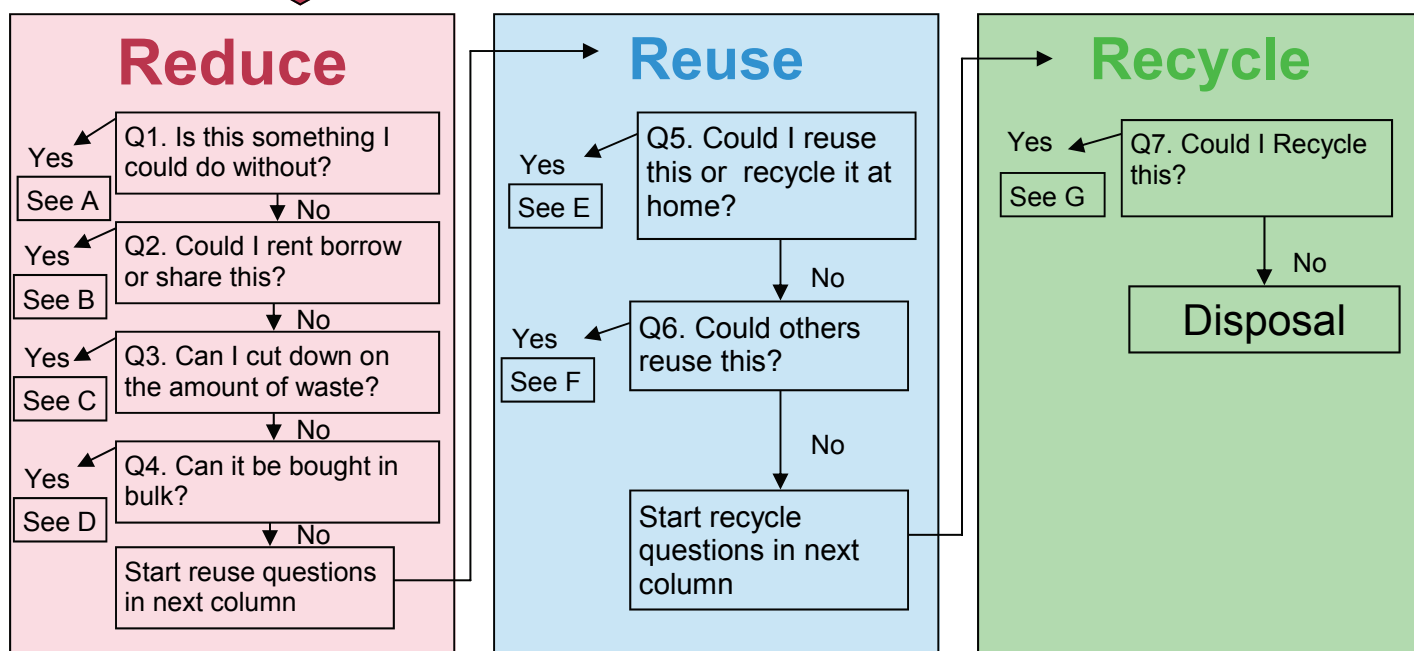 Reduce
Q1. Is this something I
could do without?
Yes
See A
No
Q2. Could I rent borrow
or share this?
Yes
See B
No
Q3. Can I cut down on
the amount of waste?
Yes
See C
No
Q4. Can it be bought in
bulk?
Yes
See D
No
Start reuse questions
in next column
Reuse
Q5. Could I reuse
this or recycle it at
home?
Yes
See E
No
Q6. Could others
reuse this?
Yes
See F
No
Start recycle
questions in next
column
Recycle
Q7. Could I Recycle
this?
Yes
See G
No
Disposal